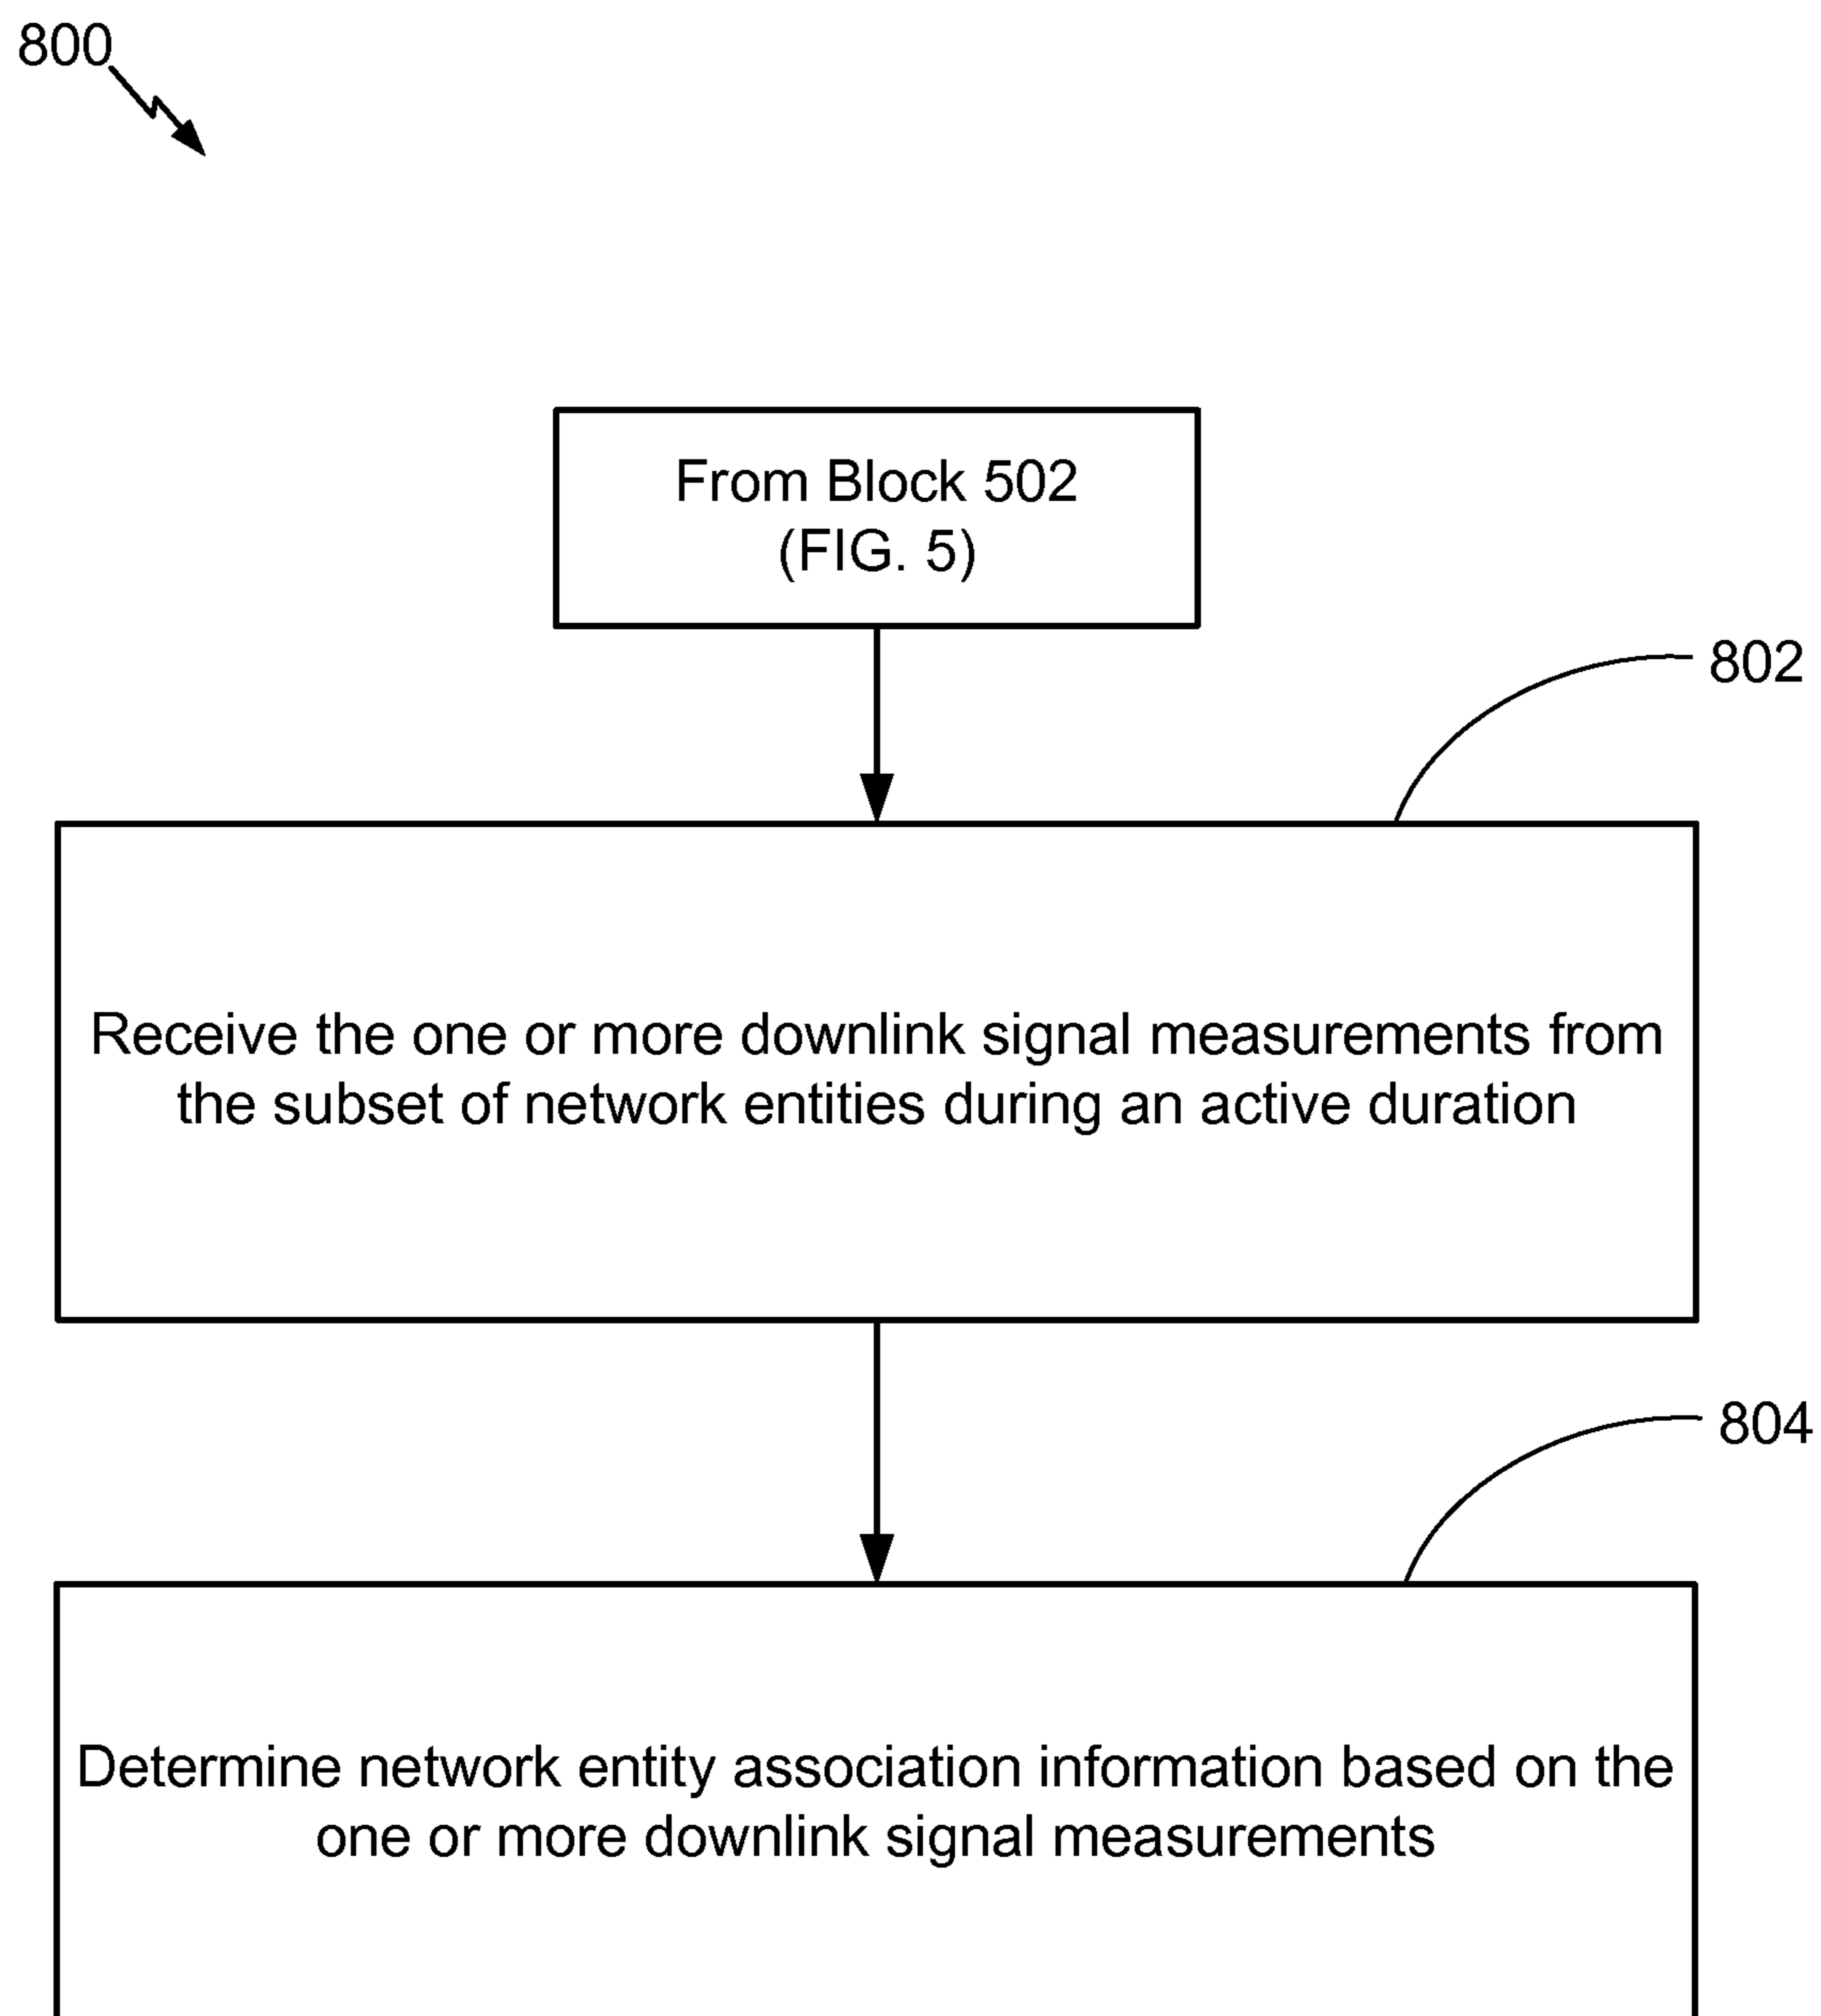 800
From Block 502
(FIG. 5)
802
Receive the one or more downlink signal measurements from
the subset of network entities during an active duration
804
Determine network entity association information based on the
one or more downlink signal measurements